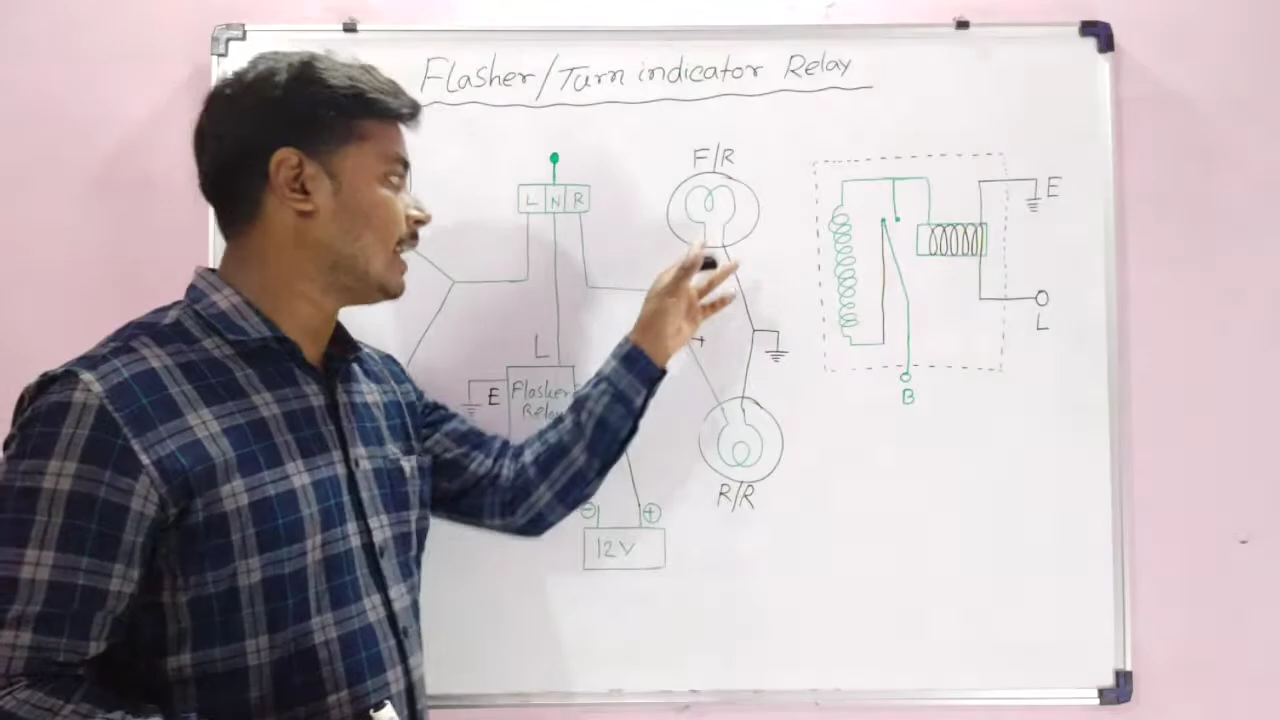 Flasher/Turn indicator Relay
L N R
F/R
L
E
Flasher
Relay
+
R/R
⊖ ⊕
12V
E
L
B